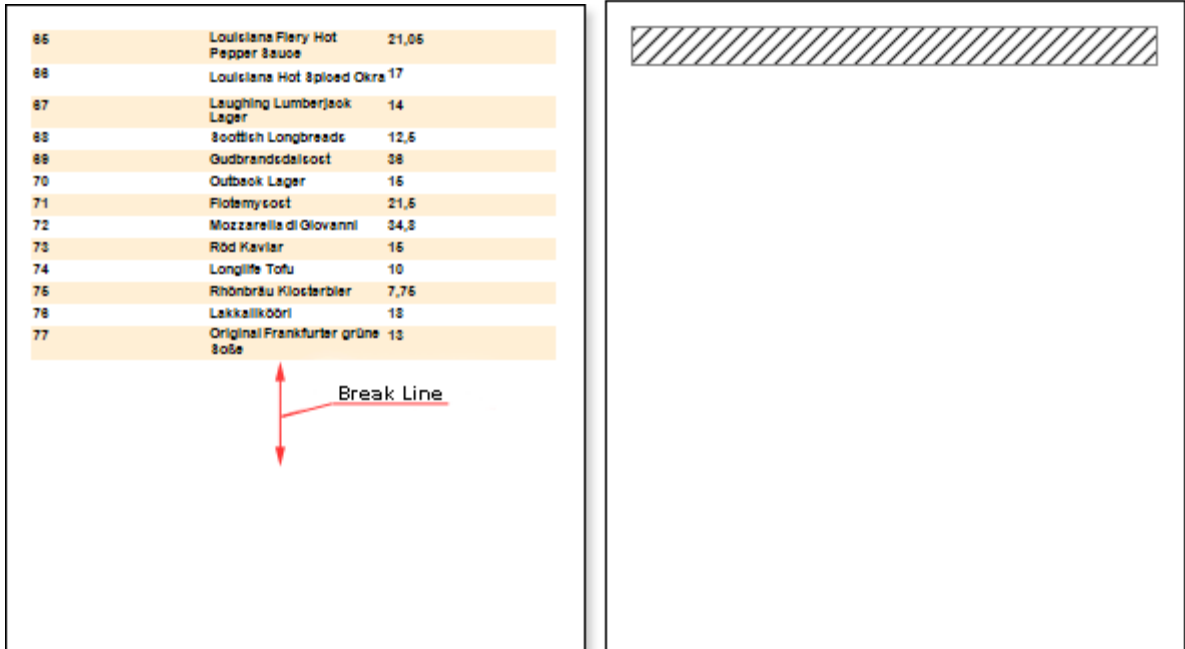 65 Louisiana Fiery Hot 21,05
Pepper Sauce
66 Louisiana Hot Spiced Okra 17
67 Laughing Lumberjack 14
Lager
68 Scottish Longbreads 12,5
69 Gudbrandsdalsost 36
70 Outback Lager 15
71 Flotemysost 21,5
72 Mozzarella di Giovanni 34,8
73 Röd Kaviar 15
74 Longlife Tofu 10
75 Rhönbräu Klosterbier 7,75
76 Lakkalikööri 18
77 Original Frankfurter grüne 13
Soße
Break Line